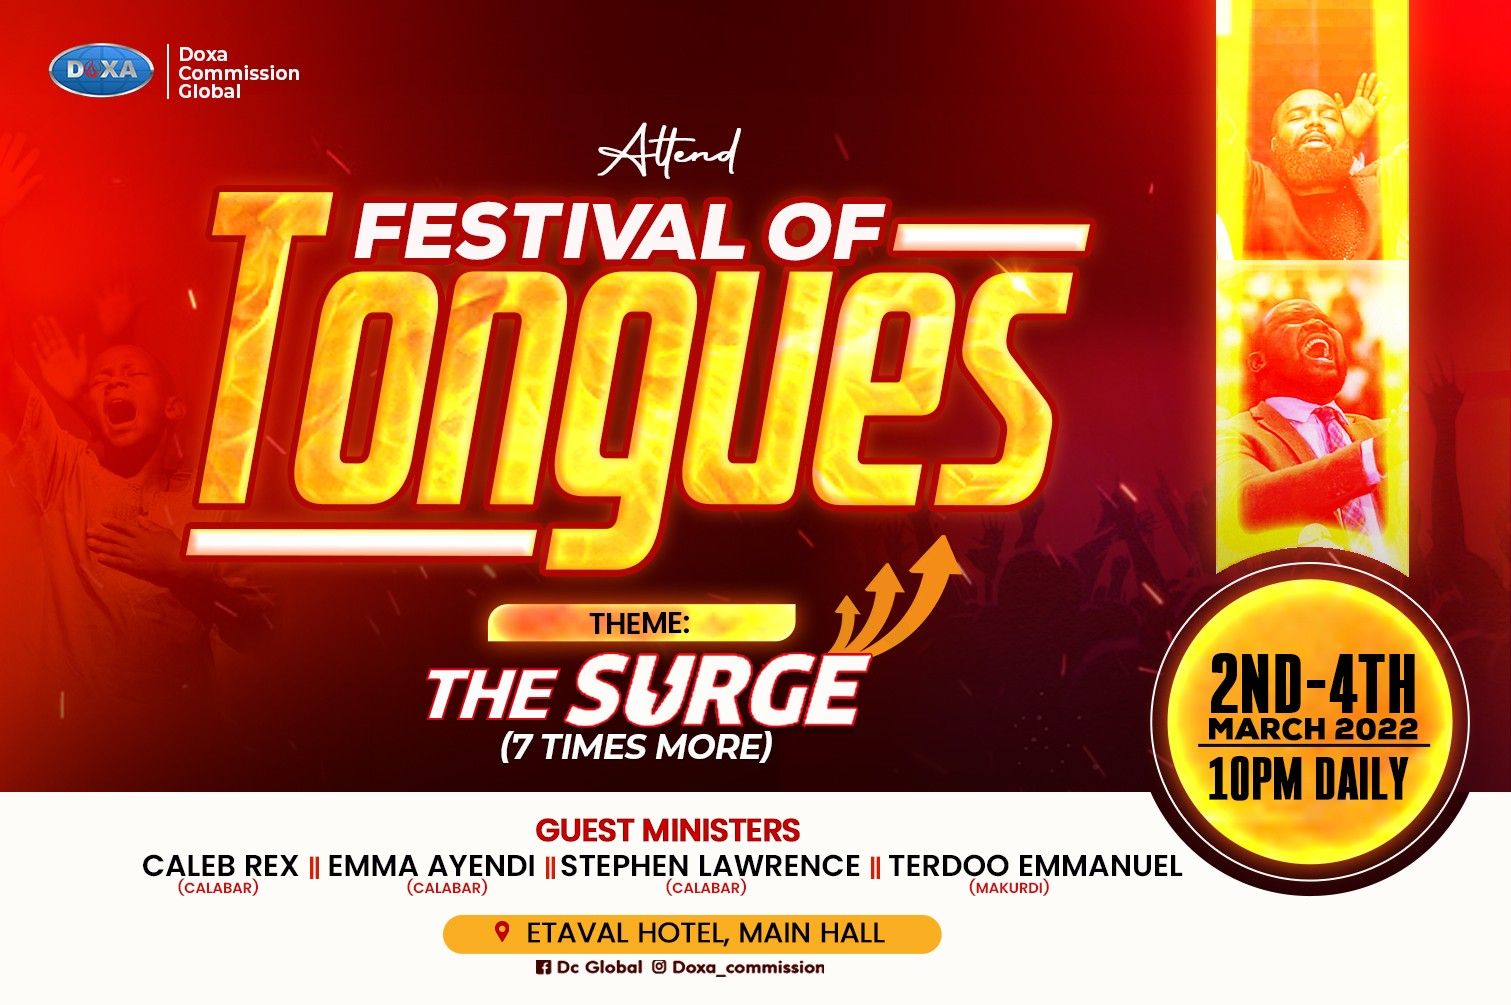 DOXA
Doxa
Commission
Global
Attend
FESTIVAL OF
Tongues
THEME:
THE SURGE
(7 TIMES MORE)
2ND-4TH
MARCH 2022
10PM DAILY
GUEST MINISTERS
CALEB REX || EMMA AYENDI || STEPHEN LAWRENCE || TERDOO EMMANUEL
(CALABAR) (CALABAR) (CALABAR) (MAKURDI)
ETAVAL HOTEL, MAIN HALL
Dc Global Doxa_commission